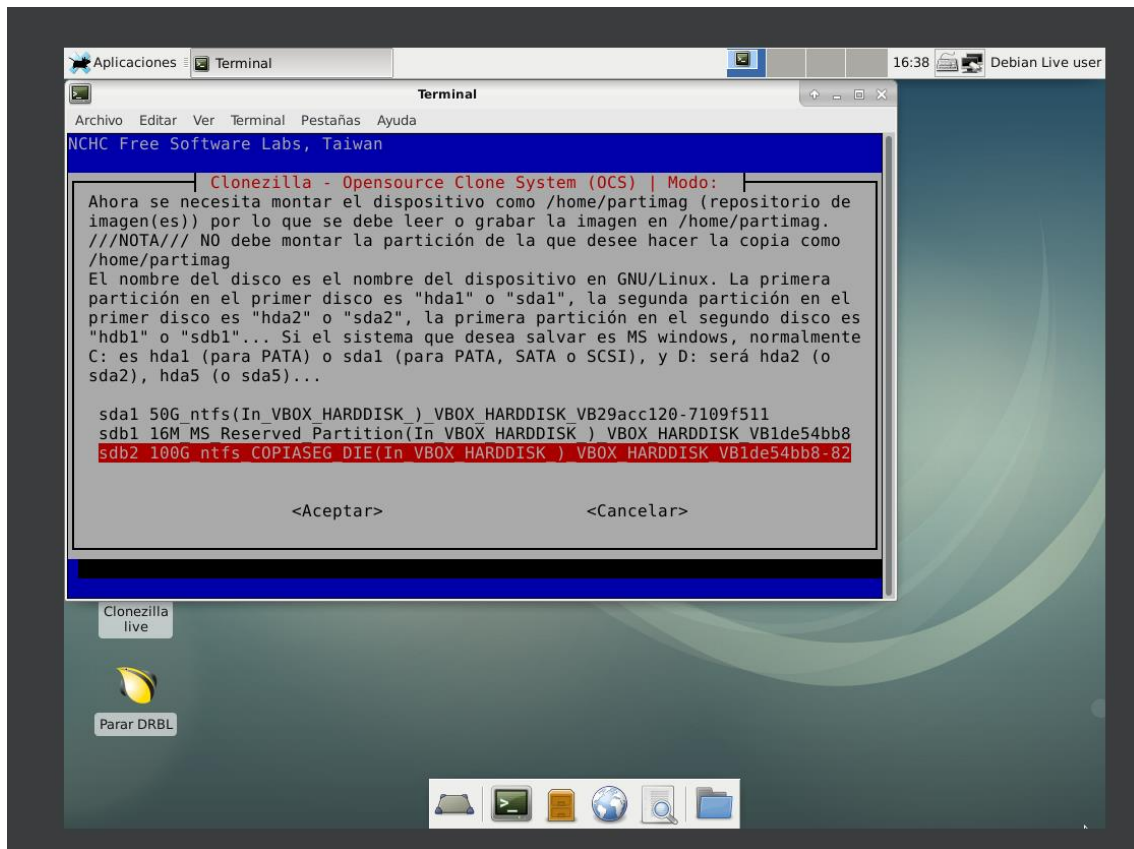 Aplicaciones Terminal 16:38 Debian Live user
Terminal
Archivo Editar Ver Terminal Pestañas Ayuda
NCHC Free Software Labs, Taiwan
Clonezilla - Opensource Clone System (OCS) | Modo:
Ahora se necesita montar el dispositivo como /home/partimag (repositorio de
imagen(es)) por lo que se debe leer o grabar la imagen en /home/partimag.
///NOTA/// NO debe montar la partición de la que desee hacer la copia como
/home/partimag
El nombre del disco es el nombre del dispositivo en GNU/Linux. La primera
partición en el primer disco es "hda1" o "sda1", la segunda partición en el
primer disco es "hda2" o "sda2", la primera partición en el segundo disco es
"hdb1" o "sdb1"... Si el sistema que desea salvar es MS windows, normalmente
C: es hda1 (para PATA) o sda1 (para PATA, SATA o SCSI), y D: será hda2 (o
sda2), hda5 (o sda5)...
sda1 50G_ntfs(In_VBOX_HARDDISK_)_VBOX_HARDDISK_VB29acc120-7109f511
sdb1 16M_MS_Reserved_Partition(In_VBOX_HARDDISK_)_VBOX_HARDDISK_VB1de54bb8
sdb2 100G_ntfs_COPIASEG_DIE(In_VBOX_HARDDISK_)_VBOX_HARDDISK_VB1de54bb8-82
<Aceptar> <Cancelar>
Clonezilla
live
Parar DRBL